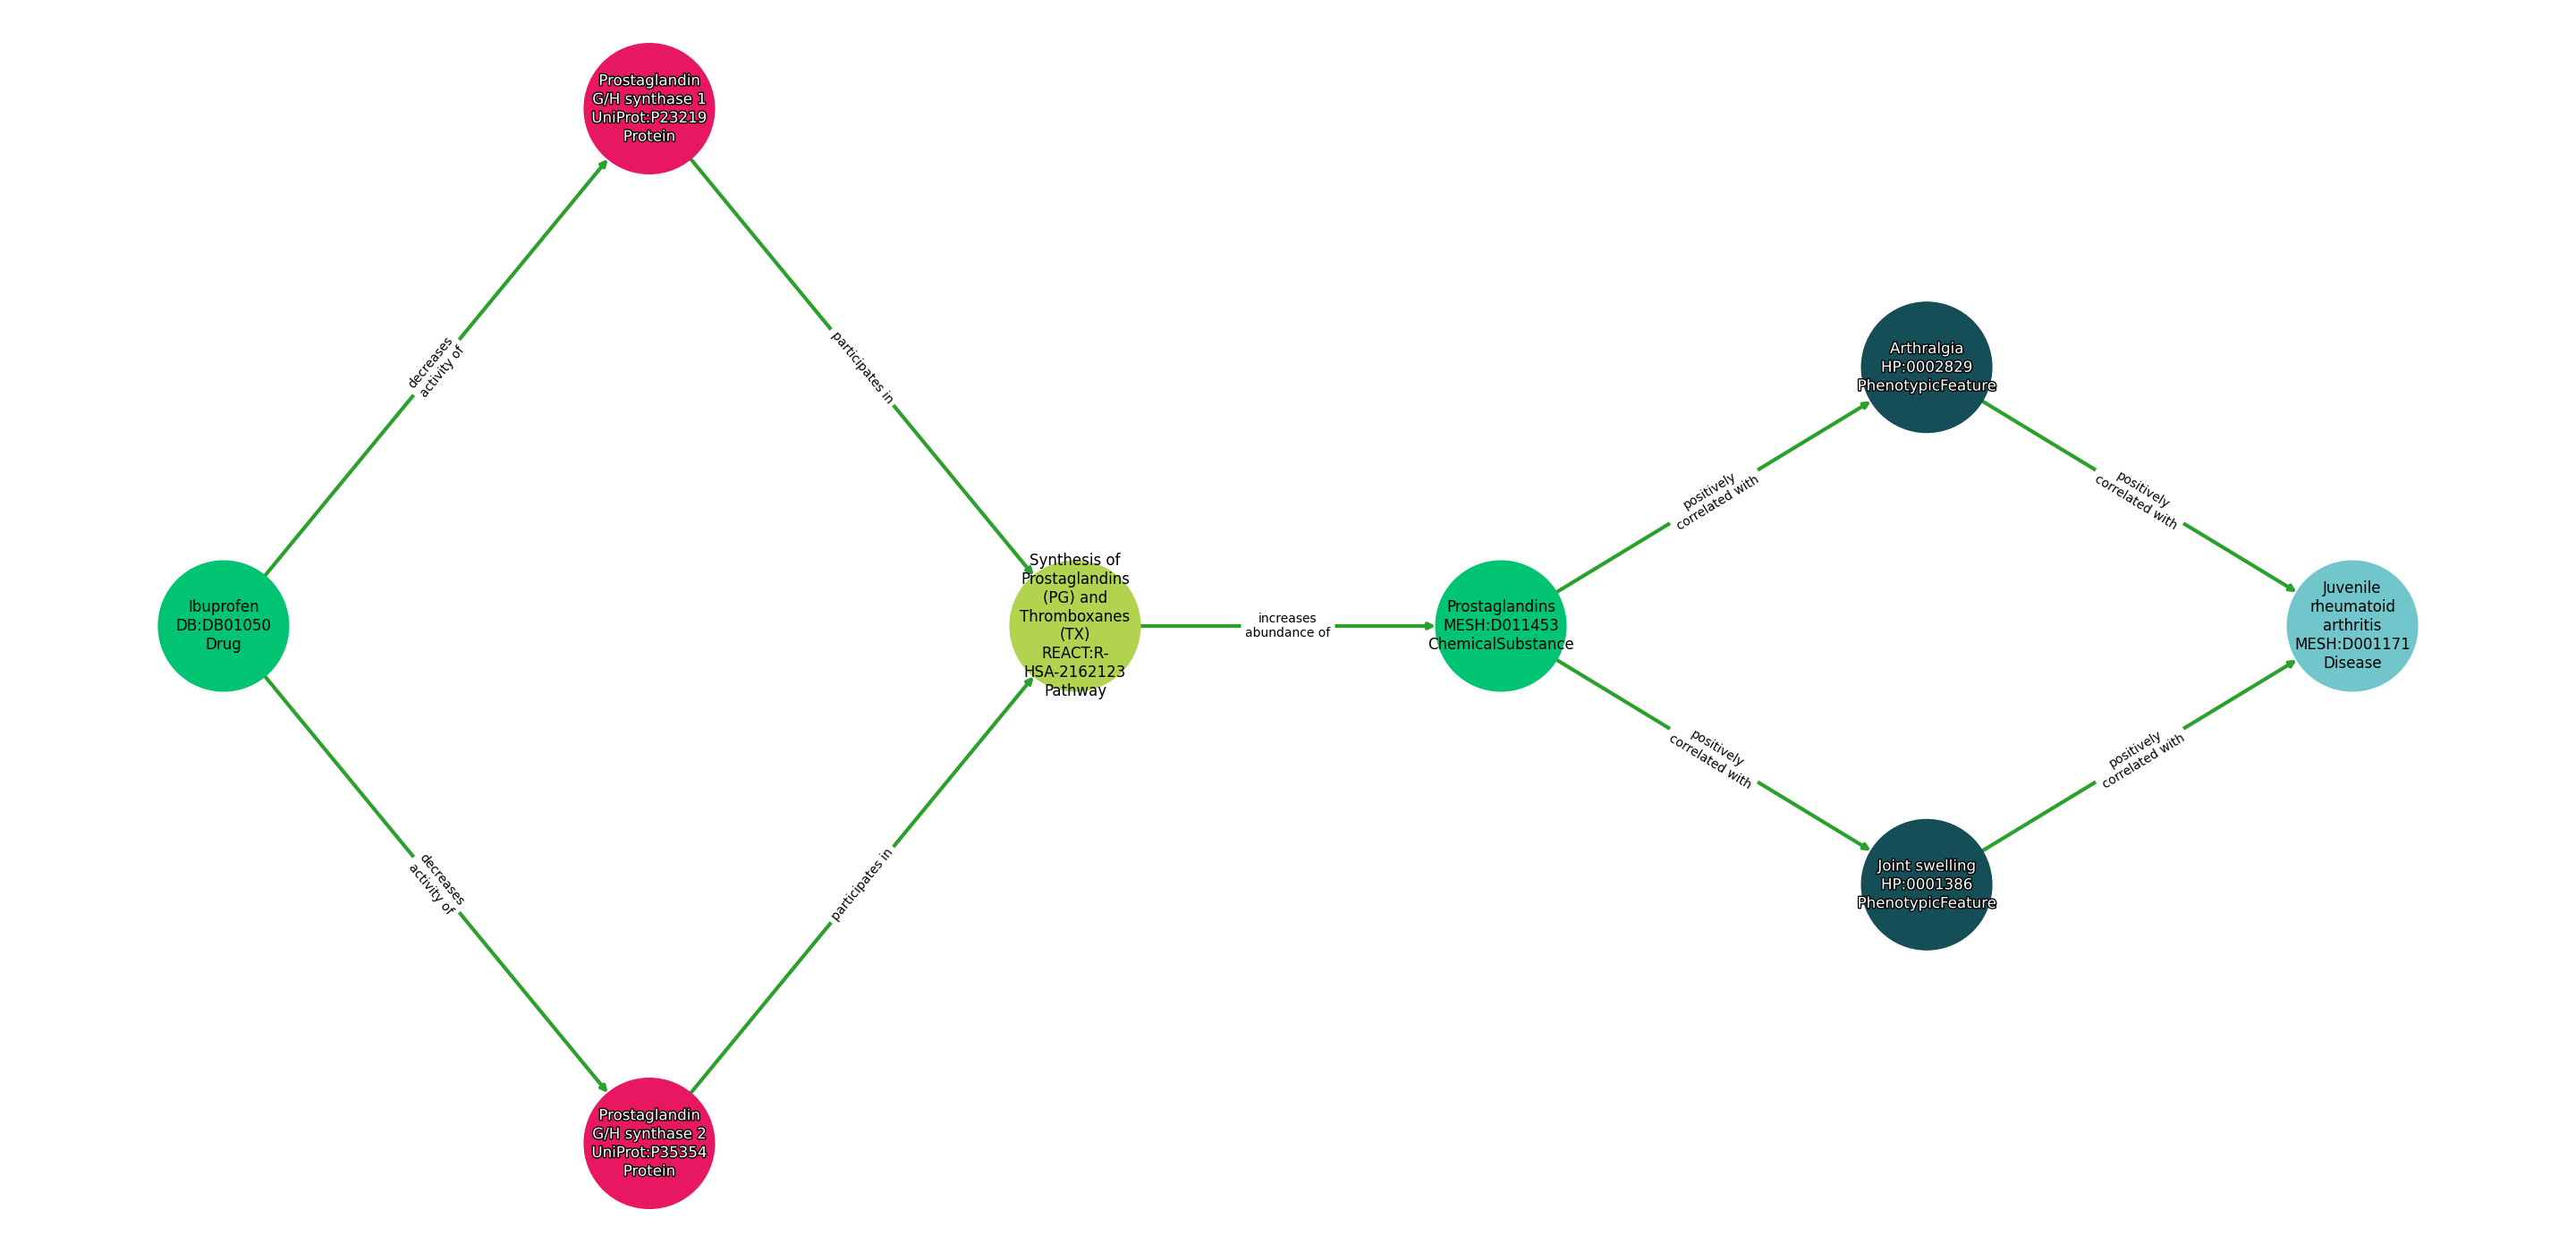 Prostaglandin
G/H synthase 1
UniProt:P23219
Protein
decreases
activity of
participates in
Arthralgia
HP:0002829
PhenotypicFeature
positively
correlated with
positively
correlated with
Ibuprofen
DB:DB01050
Drug
Synthesis of
Prostaglandins
(PG) and
Thromboxanes
(TX)
REACT:R-
HSA-2162123
Pathway
increases
abundance of
Prostaglandins
MESH:D011453
ChemicalSubstance
Juvenile
rheumatoid
arthritis
MESH:D001171
Disease
positively
correlated with
positively
correlated with
decreases
activity of
participates in
Joint swelling
HP:0001386
PhenotypicFeature
Prostaglandin
G/H synthase 2
UniProt:P35354
Protein